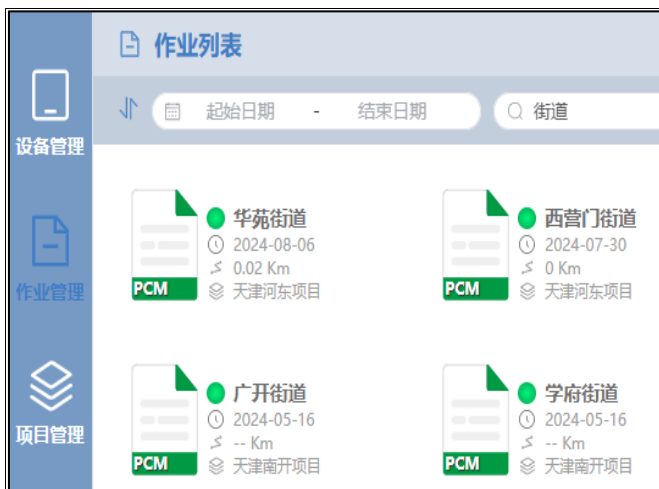 作业列表
起始日期 - 结束日期 街道
设备管理
作业管理
项目管理
华苑街道
2024-08-06
0.02 Km
天津河东项目
PCM
西营门街道
2024-07-30
0 Km
天津河东项目
PCM
广开街道
2024-05-16
-- Km
天津南开项目
PCM
学府街道
2024-05-16
-- Km
天津南开项目
PCM